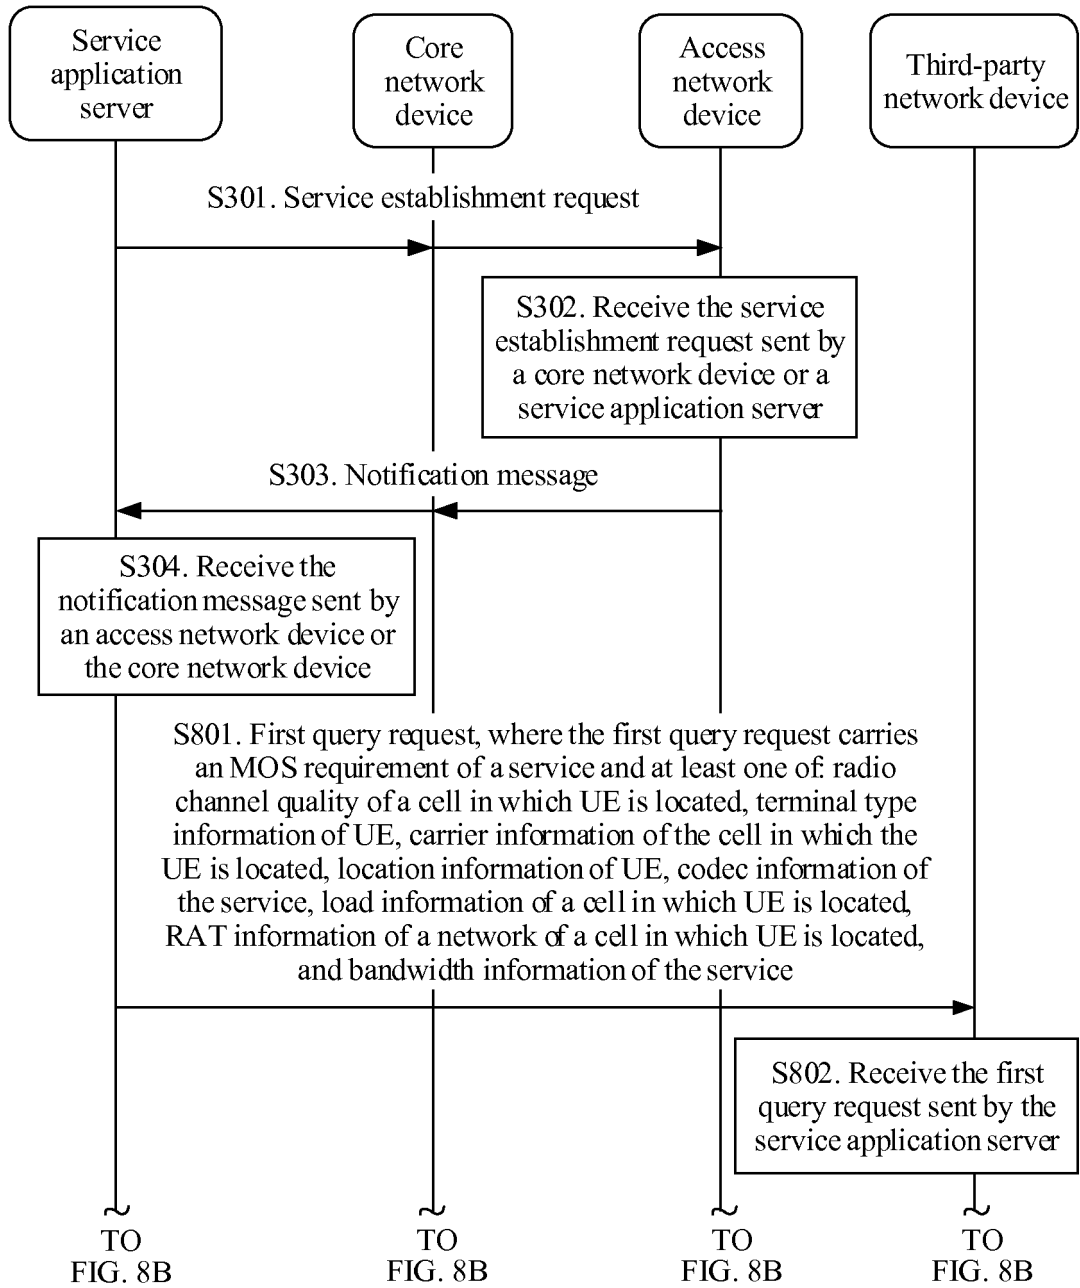 Service
application
server
Core
network
device
Access
network
device
Third-party
network device
S301. Service establishment request
S302. Receive the service
establishment request sent by
a core network device or a
service application server
S303. Notification message
S304. Receive the
notification message sent by
an access network device or
the core network device
S801. First query request, where the first query request carries
an MOS requirement of a service and at least one of: radio
channel quality of a cell in which UE is located, terminal type
information of UE, carrier information of the cell in which the
UE is located, location information of UE, codec information of
the service, load information of a cell in which UE is located,
RAT information of a network of a cell in which UE is located,
and bandwidth information of the service
S802. Receive the first
query request sent by the
service application server
TO
FIG. 8B
TO
FIG. 8B
TO
FIG. 8B
TO
FIG. 8B